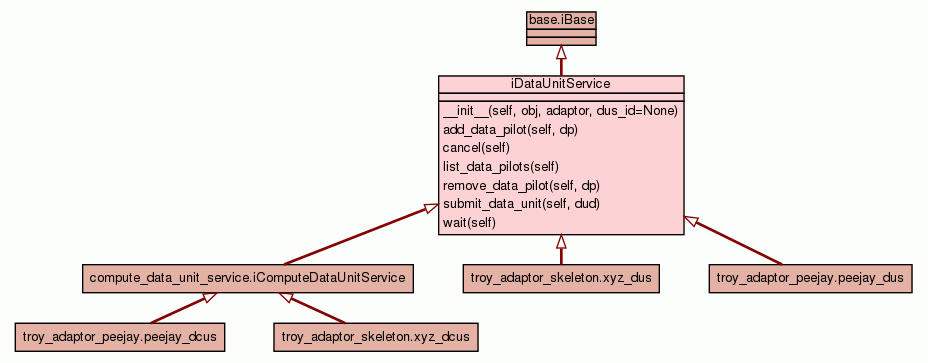 base.iBase
iDataUnitService
__init__(self, obj, adaptor, dus_id=None)
add_data_pilot(self, dp)
cancel(self)
list_data_pilots(self)
remove_data_pilot(self, dp)
submit_data_unit(self, dud)
wait(self)
compute_data_unit_service.iComputeDataUnitService
troy_adaptor_skeleton.xyz_dus
troy_adaptor_peejay.peejay_dus
troy_adaptor_peejay.peejay_dcus
troy_adaptor_skeleton.xyz_dcus